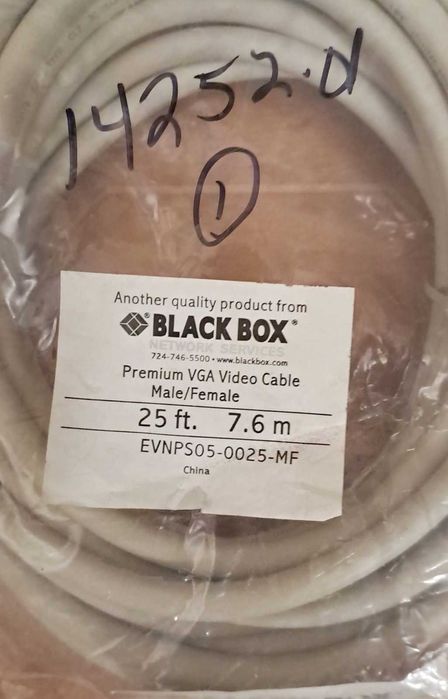 14252.d
1
Another quality product from
BLACK BOX®
NETWORK SERVICES
724-746-5500 • www.blackbox.com
Premium VGA Video Cable
Male/Female
25 ft. 7.6 m
EVNPS05-0025-MF
China